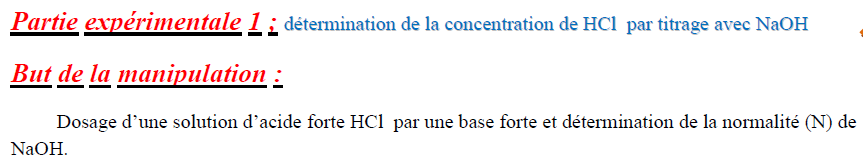 Partie expérimentale 1 ; détermination de la concentration de HCl par titrage avec NaOH
But de la manipulation :
Dosage d’une solution d’acide forte HCl par une base forte et détermination de la normalité (N) de
NaOH.